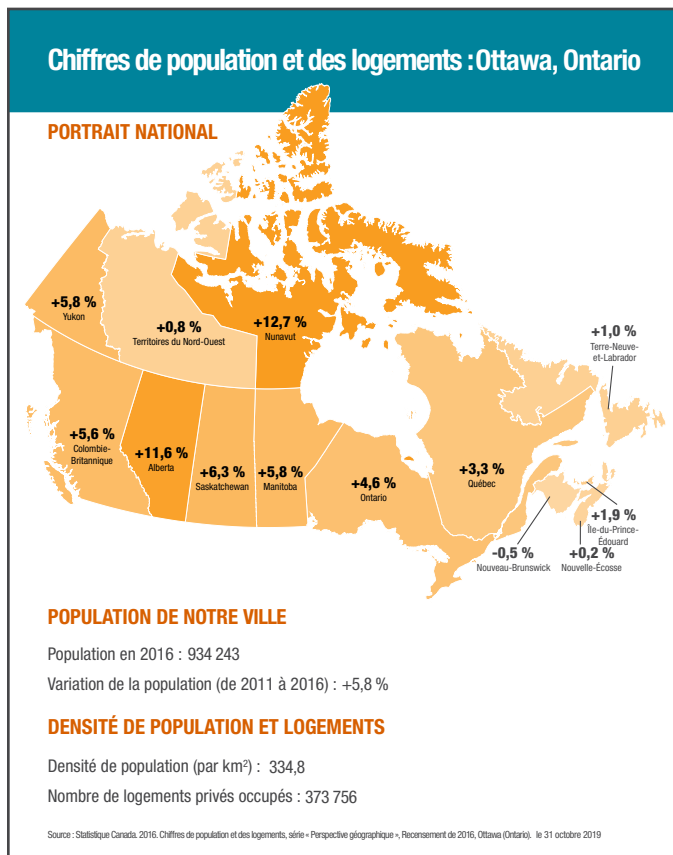 Chiffres de population et des logements : Ottawa, Ontario
PORTRAIT NATIONAL
+5,8 %
Yukon
+0,8 %
Territoires du Nord-Ouest
+12,7 %
Nunavut
+1,0 %
Terre-Neuve-
et-Labrador
+5,6 %
Colombie-
Britannique
+11,6 %
Alberta
+6,3 %
Saskatchewan
+5,8 %
Manitoba
+4,6 %
Ontario
+3,3 %
Québec
+1,9 %
Île-du-Prince-
Édouard
-0,5 %
Nouveau-Brunswick
+0,2 %
Nouvelle-Écosse
POPULATION DE NOTRE VILLE
Population en 2016 : 934 243
Variation de la population (de 2011 à 2016) : +5,8 %
DENSITÉ DE POPULATION ET LOGEMENTS
Densité de population (par km²) : 334,8
Nombre de logements privés occupés : 373 756
Source : Statistique Canada. 2016. Chiffres de population et des logements, série « Perspective géographique », Recensement de 2016, Ottawa (Ontario). le 31 octobre 2019